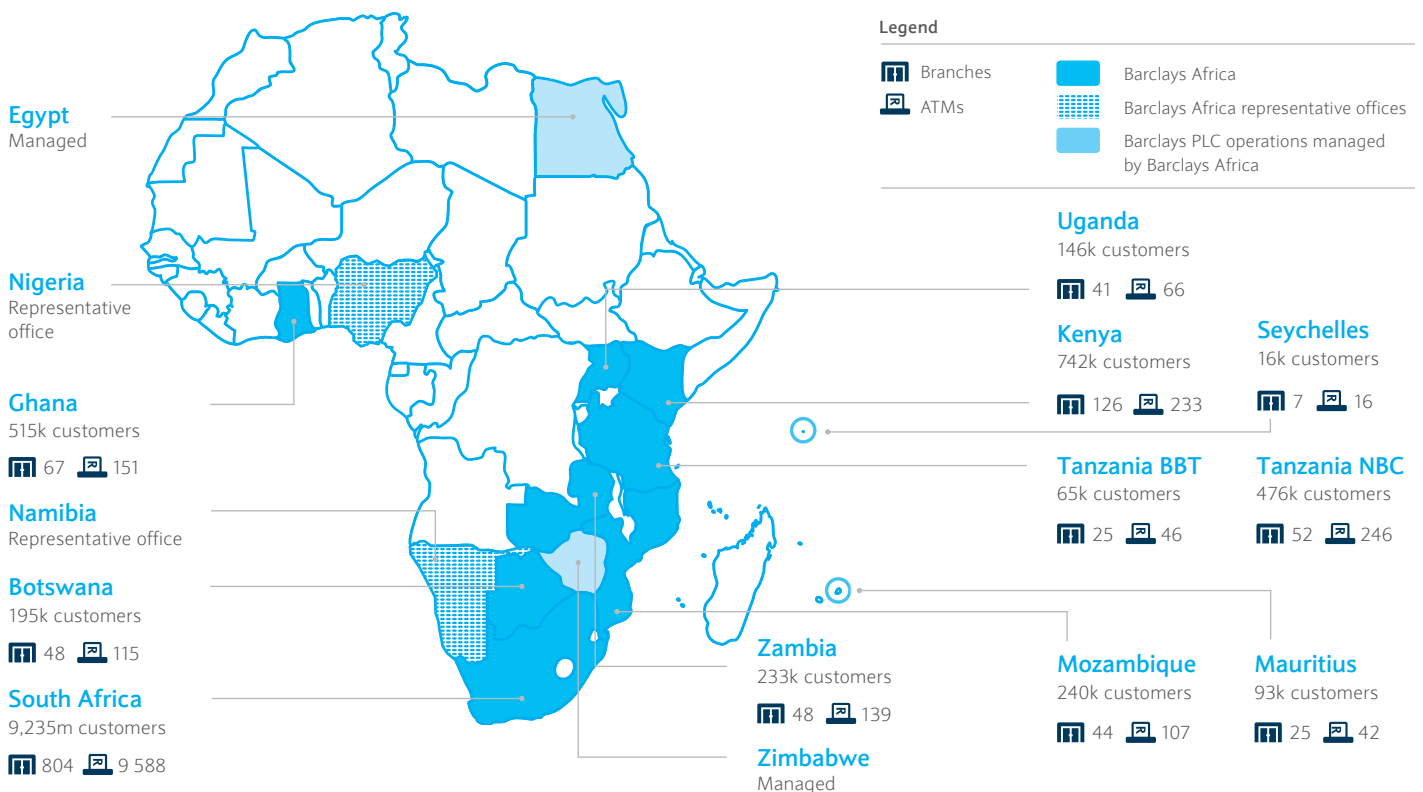 Legend
Branches
ATMs
Barclays Africa
Barclays Africa representative offices
Barclays PLC operations managed
by Barclays Africa
Egypt
Managed
Nigeria
Representative
office
Ghana
515k customers
67 151
Namibia
Representative office
Botswana
195k customers
48 115
South Africa
9,235m customers
804 9 588
Uganda
146k customers
41 66
Kenya
742k customers
126 233
Seychelles
16k customers
7 16
Tanzania BBT
65k customers
25 46
Tanzania NBC
476k customers
52 246
Zambia
233k customers
48 139
Zimbabwe
Managed
Mozambique
240k customers
44 107
Mauritius
93k customers
25 42